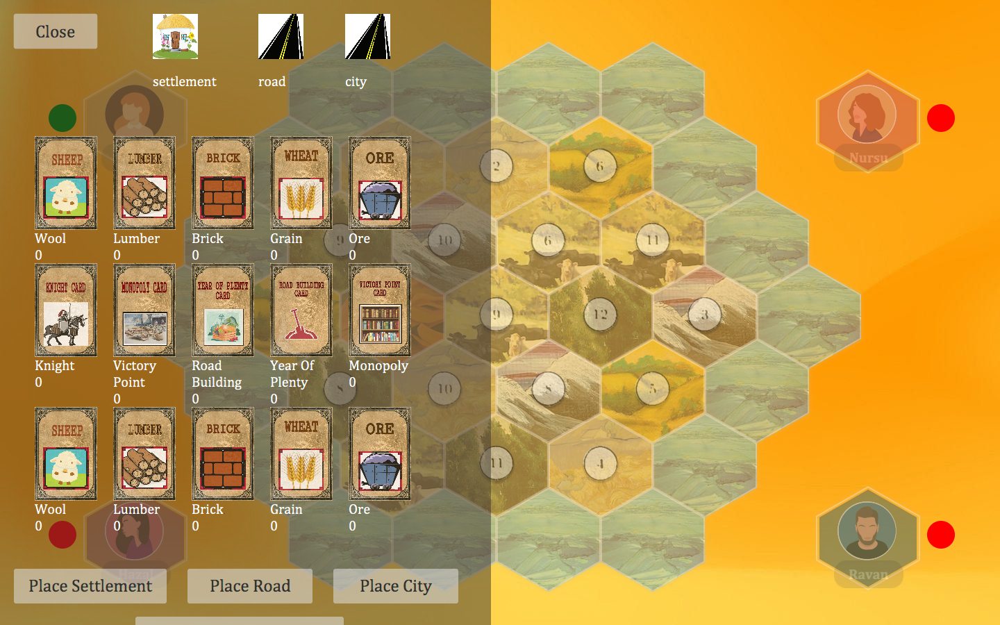 Close
settlement
road
city
Nursu
SHEEP
LUMBER
BRICK
WHEAT
ORE
2
6
Wool
Lumber
Brick
Grain
Ore
0
0
0
0
0
9
10
6
11
KNIGHT CARD
MONOPOLY CARD
YEAR OF PLENTY
CARD
ROAD BUILDING
CARD
VICTORY POINT
CARD
9
12
3
Knight
0
Victory
Point
0
Road
Building
0
Year Of
Plenty
0
Monopoly
0
8
10
8
5
SHEEP
LUMBER
BRICK
WHEAT
ORE
11
4
Wool
Lumber
Brick
Grain
Ore
0
0
0
0
0
Ravan
Place Settlement
Place Road
Place City